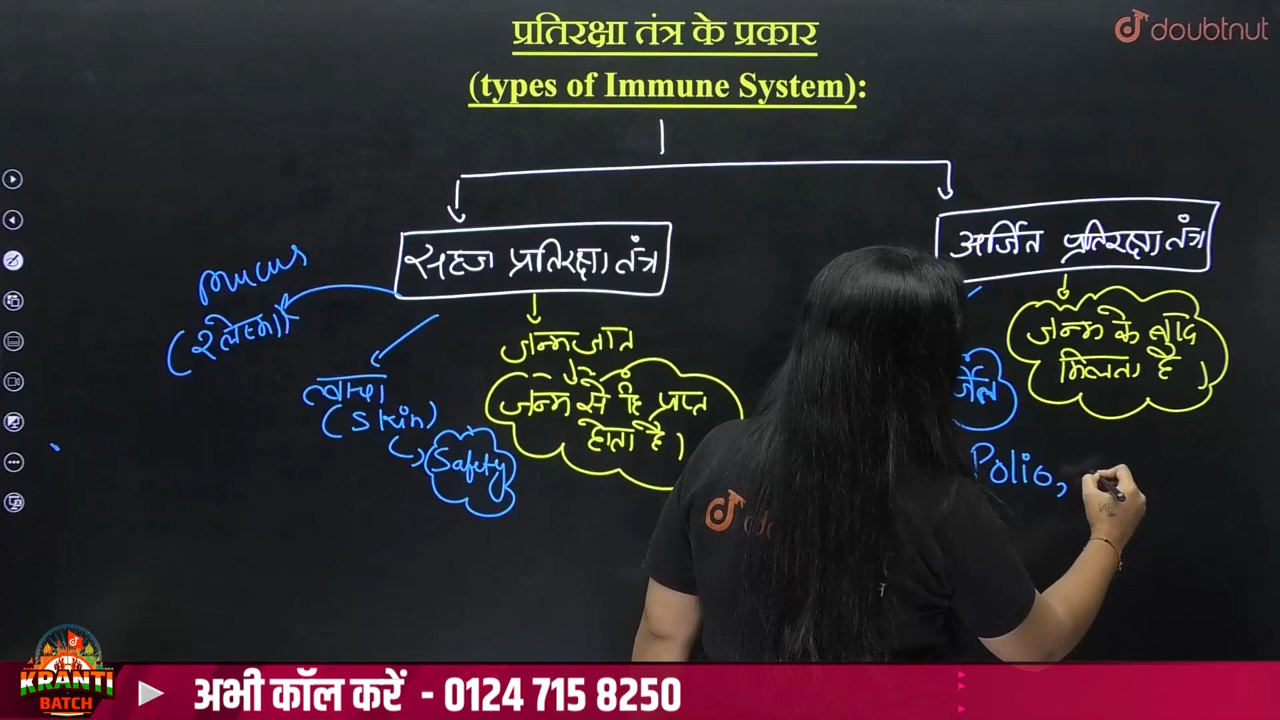 प्रतिरक्षा तंत्र के प्रकार
(types of Immune System):
doubtnut
सहज प्रतिरक्षा तंत्र
अर्जित प्रतिरक्षा तंत्र
mucus
(श्लेष्मा)
त्वचा
(Skin)
Safety
जन्मजात
जन्म से हि प्राप्त
होता है।
जन्म के बाद
मिलता है।
Polio,
KRANTI
BATCH
अभी कॉल करें - 0124 715 8250